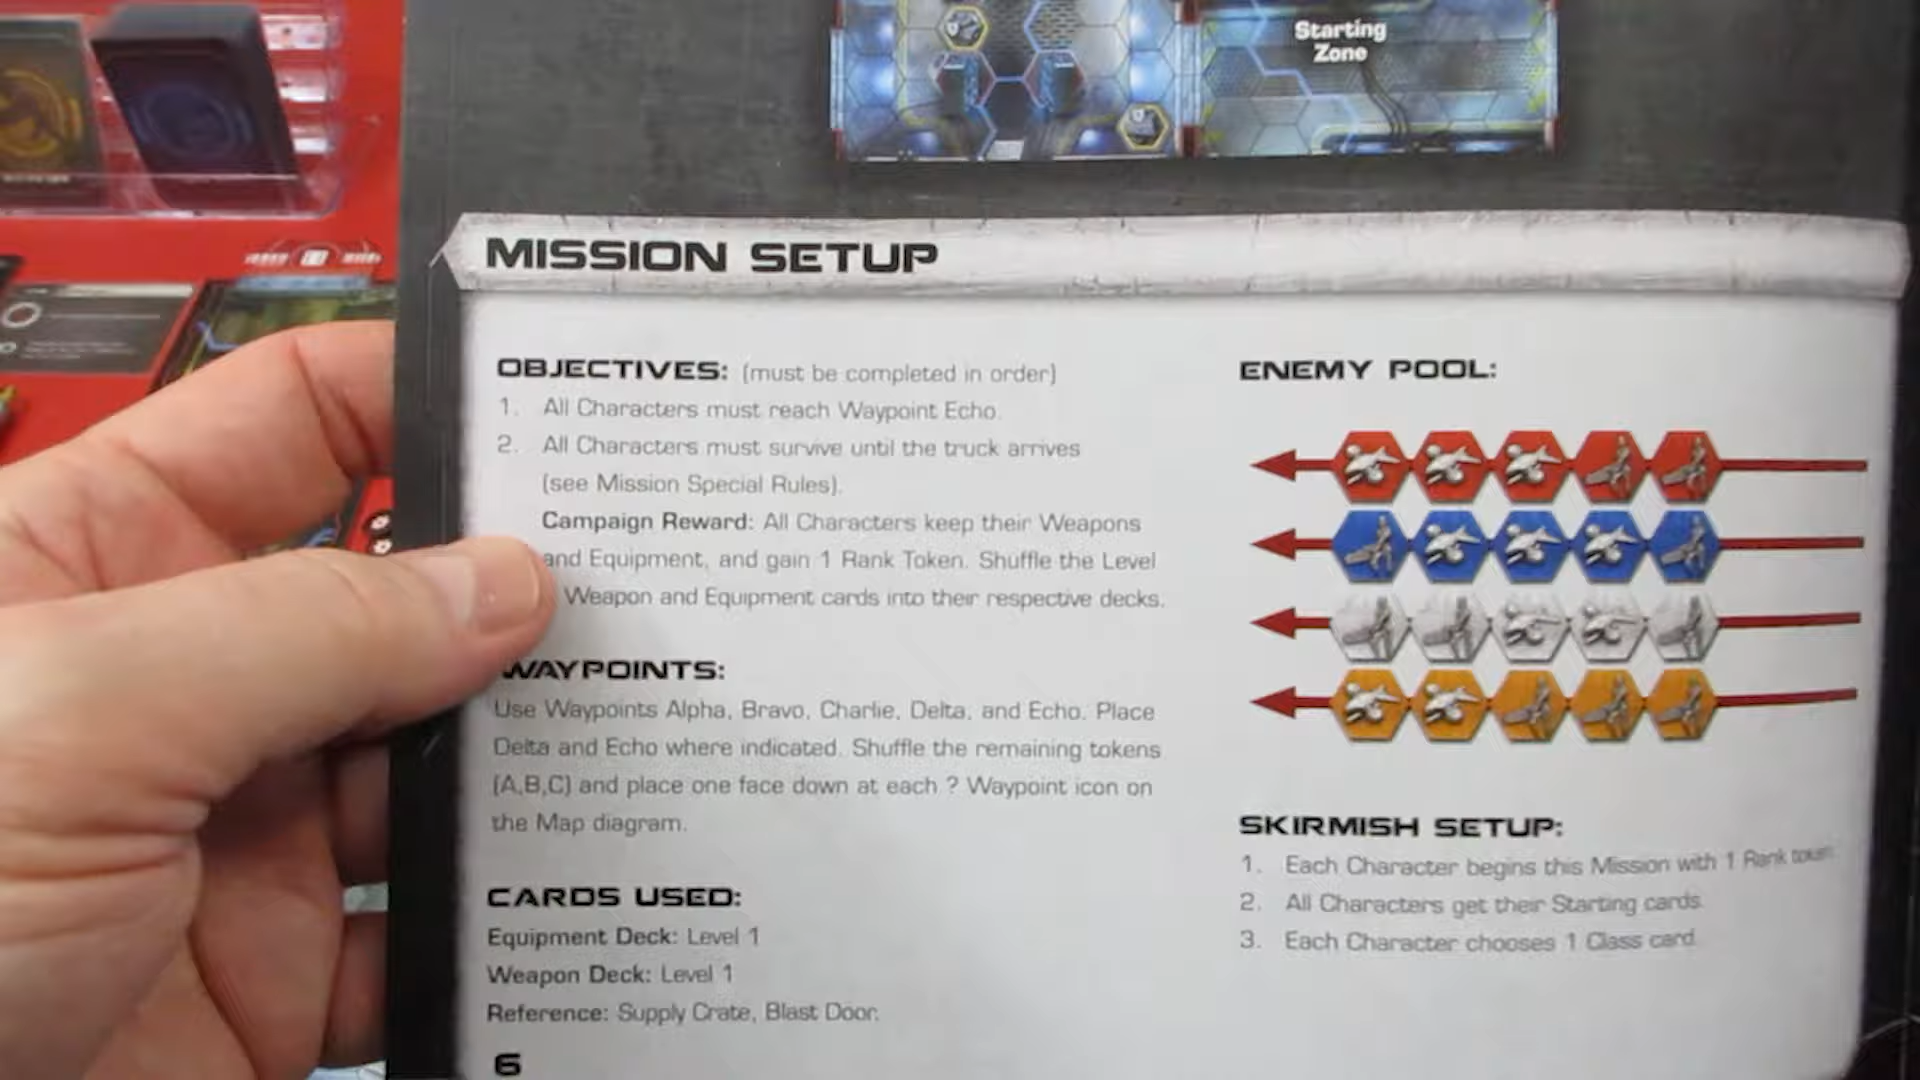 Starting
Zone
MISSION SETUP
OBJECTIVES: (must be completed in order)
1. All Characters must reach Waypoint Echo.
2. All Characters must survive until the truck arrives
(see Mission Special Rules).
Campaign Reward: All Characters keep their Weapons
and Equipment, and gain 1 Rank Token. Shuffle the Level
Weapon and Equipment cards into their respective decks.
WAYPOINTS:
Use Waypoints Alpha, Bravo, Charlie, Delta, and Echo. Place
Delta and Echo where indicated. Shuffle the remaining tokens
(A,B,C) and place one face down at each ? Waypoint icon on
the Map diagram.
CARDS USED:
Equipment Deck: Level 1
Weapon Deck: Level 1
Reference: Supply Crate, Blast Door.
6
ENEMY POOL:
SKIRMISH SETUP:
1. Each Character begins this Mission with 1 Rank token.
2. All Characters get their Starting cards.
3. Each Character chooses 1 Class card.